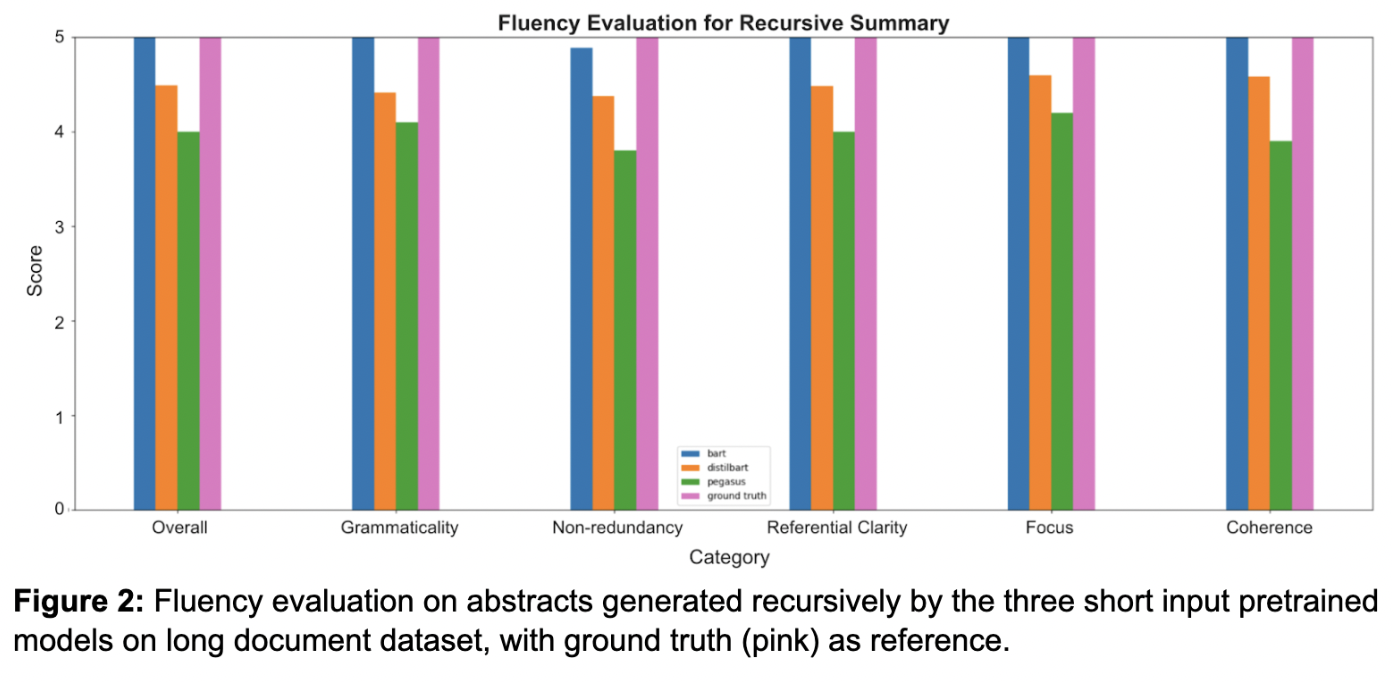 Fluency Evaluation for Recursive Summary
5
4
3
2
1
0
Score
bart
distilbart
pegasus
ground truth
Overall
Grammaticality
Non-redundancy
Referential Clarity
Focus
Coherence
Category
Figure 2: Fluency evaluation on abstracts generated recursively by the three short input pretrained
models on long document dataset, with ground truth (pink) as reference.